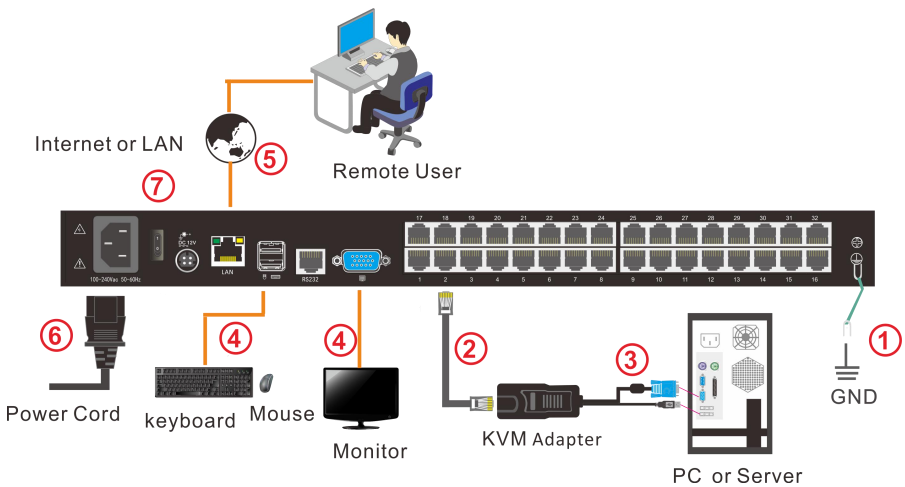 Internet or LAN
⑤
Remote User
⑦
17 18 19 20 21 22 23 24 25 26 27 28 29 30 31 32
1
0
DC 12V
LAN
RS232
100-240Vac 50-60Hz
1 2 3 4 5 6 7 8 9 10 11 12 13 14 15 16
⑥
④
④
②
③
①
GND
Power Cord
keyboard
Mouse
Monitor
KVM Adapter
PC or Server